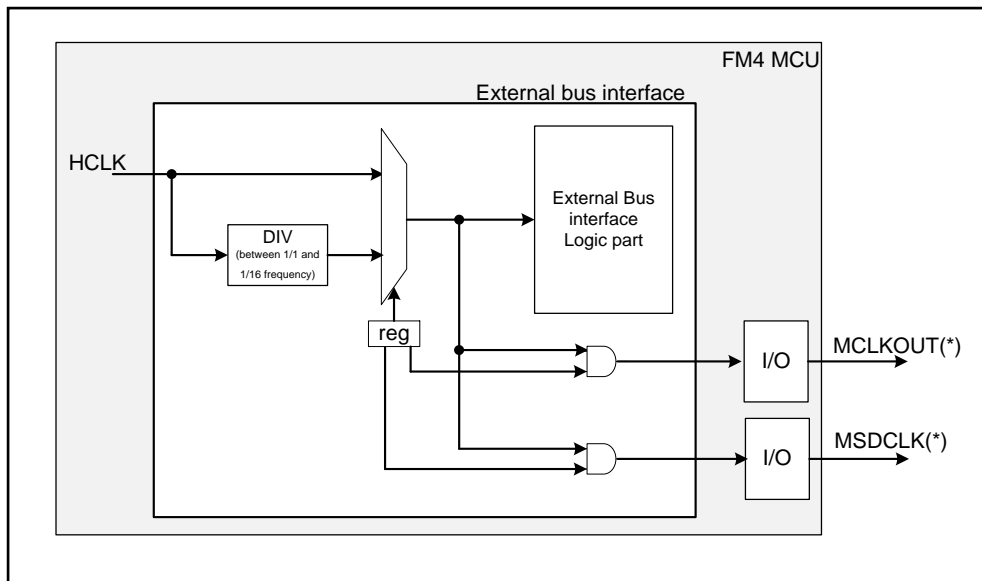 FM4 MCU
External bus interface
HCLK
DIV
(between 1/1 and
1/16 frequency)
External Bus
interface
Logic part
reg
I/O
MCLKOUT(*)
I/O
MSDCLK(*)